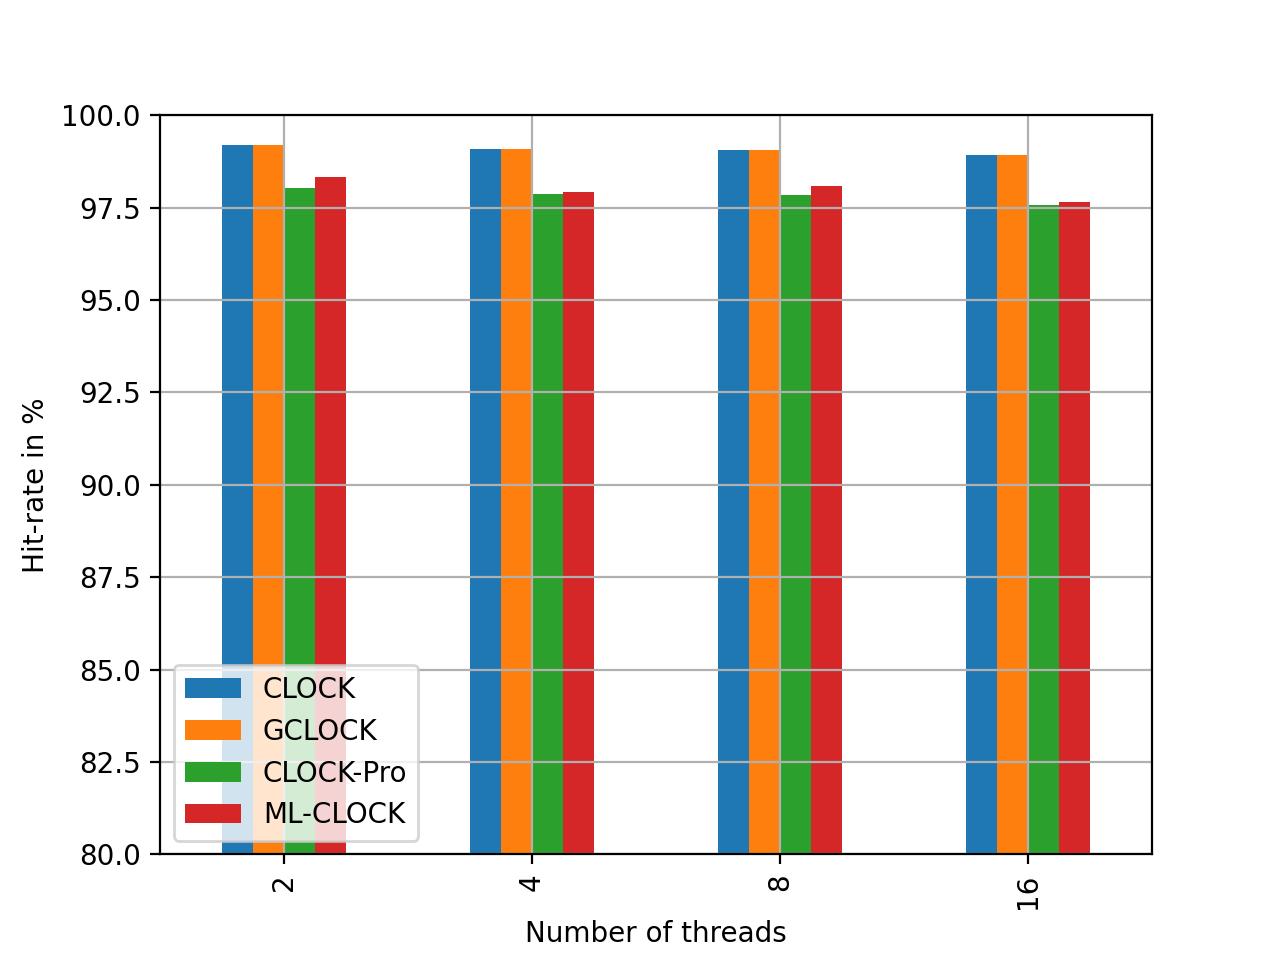 100.0
97.5
95.0
92.5
90.0
87.5
85.0
82.5
80.0
Hit-rate in %
CLOCK
GCLOCK
CLOCK-Pro
ML-CLOCK
2
4
8
16
Number of threads